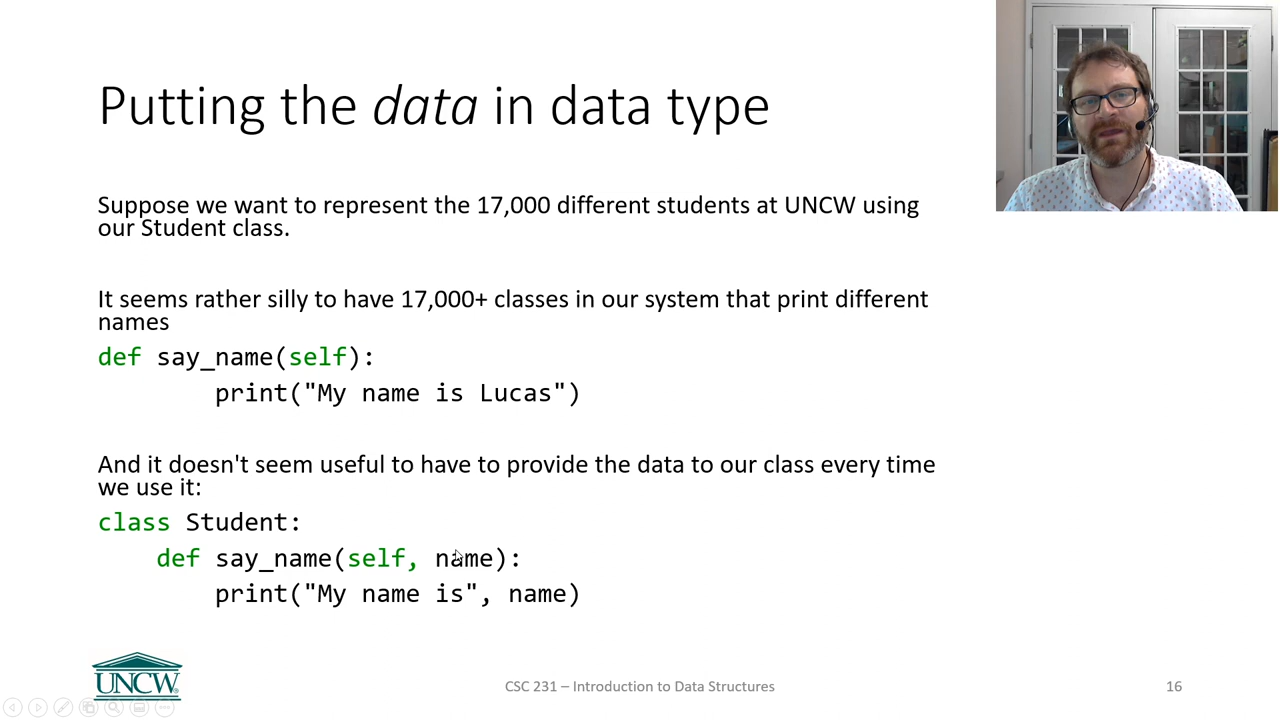 Putting the data in data type
Suppose we want to represent the 17,000 different students at UNCW using
our Student class.
It seems rather silly to have 17,000+ classes in our system that print different
names
def say_name(self):
        print("My name is Lucas")
And it doesn't seem useful to have to provide the data to our class every time
we use it:
class Student:
    def say_name(self, name):
        print("My name is", name)
UNCW®
CSC 231 – Introduction to Data Structures
16